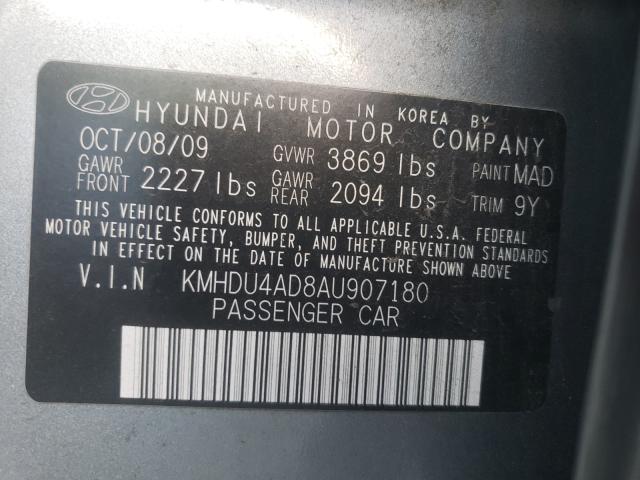 MANUFACTURED IN KOREA BY
HYUNDAI MOTOR COMPANY
OCT/08/09 GVWR 3869 lbs PAINT MAD
GAWR FRONT 2227 lbs GAWR REAR 2094 lbs TRIM 9Y
THIS VEHICLE CONFORMS TO ALL APPLICABLE U.S.A. FEDERAL
MOTOR VEHICLE SAFETY, BUMPER, AND THEFT PREVENTION STANDARDS
IN EFFECT ON THE DATE OF MANUFACTURE SHOWN ABOVE
V.I.N KMHDU4AD8AU907180
PASSENGER CAR